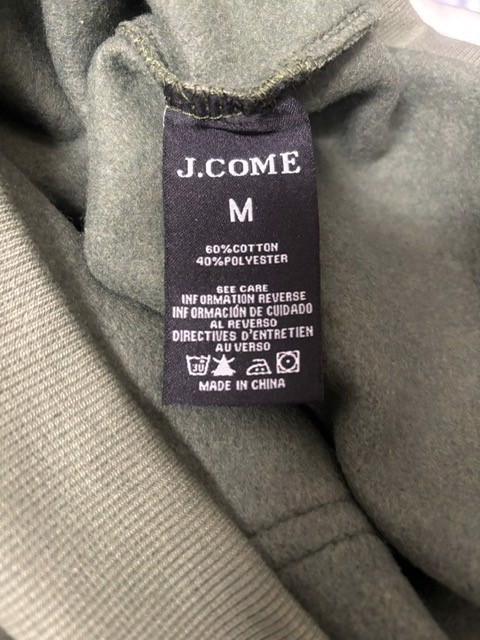 J.COME
M
60%COTTON
40%POLYESTER
SEE CARE
INFORMATION REVERSE
INFORMACIÓN DE CUIDADO
AL REVERSO
DIRECTIVES D'ENTRETIEN
AU VERSO
30
MADE IN CHINA